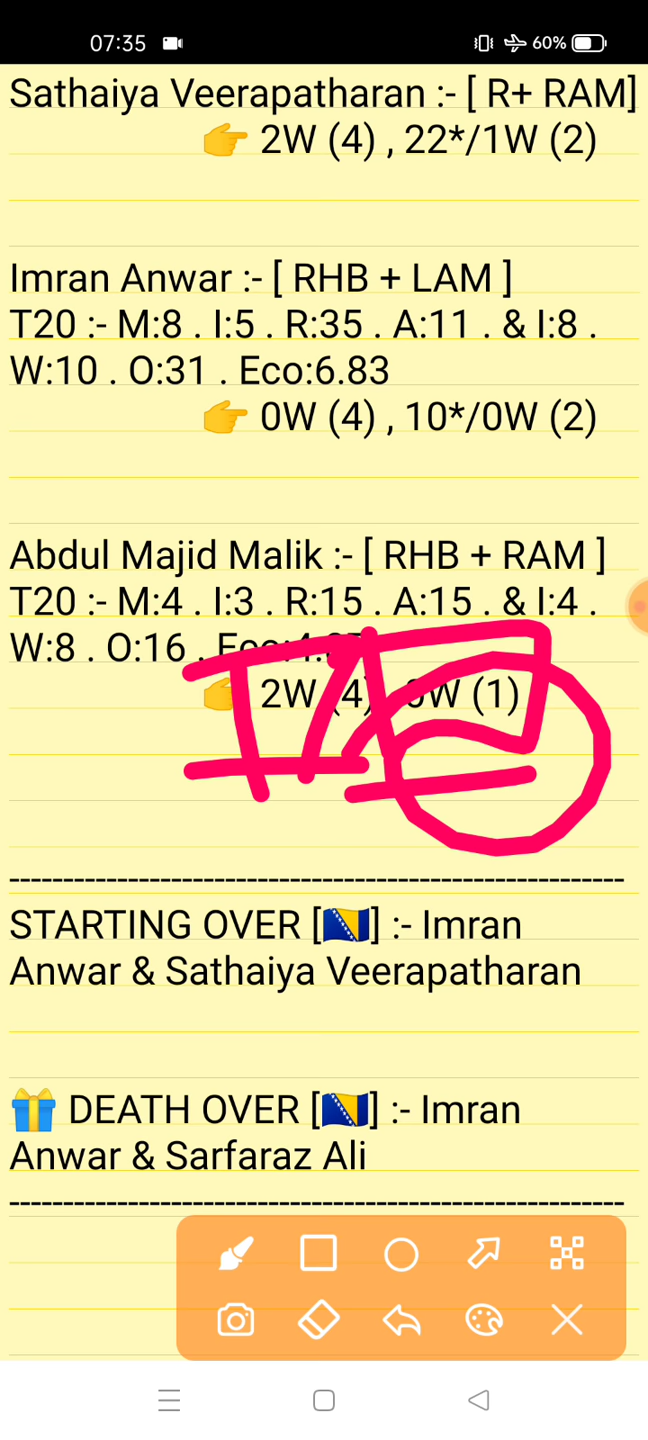 07:35
60%
Sathaiya Veerapatharan :- [ R+ RAM]
👉 2W (4) , 22*/1W (2)
Imran Anwar :- [ RHB + LAM ]
T20 :- M:8 . I:5 . R:35 . A:11 . & I:8 .
W:10 . O:31 . Eco:6.83
👉 0W (4) , 10*/0W (2)
Abdul Majid Malik :- [ RHB + RAM ]
T20 :- M:4 . I:3 . R:15 . A:15 . & I:4 .
W:8 . O:16 .
👉 2W (4) W (1)
-----------------------------------------------------------
STARTING OVER [🇧🇦] :- Imran
Anwar & Sathaiya Veerapatharan
🎁 DEATH OVER [🇧🇦] :- Imran
Anwar & Sarfaraz Ali
-----------------------------------------------------------